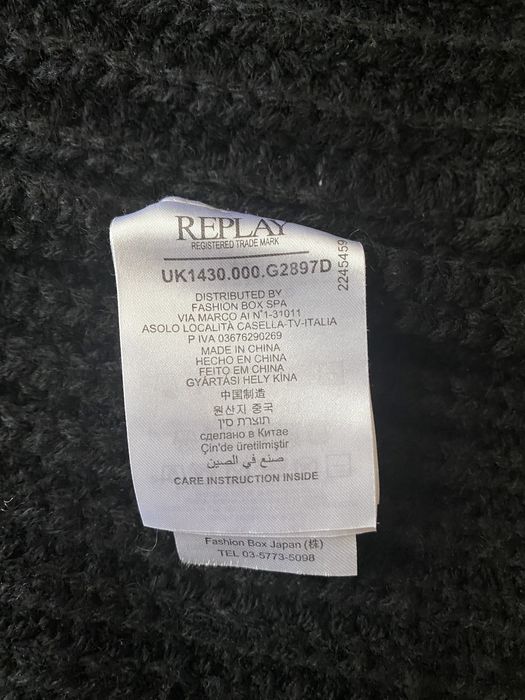 REPLAY
REGISTERED TRADE MARK
UK1430.000.G2897D
2245459
DISTRIBUTED BY
FASHION BOX SPA
VIA MARCO AI N°1-31011
ASOLO LOCALITÀ CASELLA-TV-ITALIA
P IVA 03676290269
MADE IN CHINA
HECHO EN CHINA
FEITO EM CHINA
GYÁRTÁSI HELY KÍNA
中国制造
원산지 중국
תוצרת סין
сделано в Китае
Çin'de üretilmiştir
صنع في الصين
CARE INSTRUCTION INSIDE
Fashion Box Japan (株)
TEL 03-5773-5098